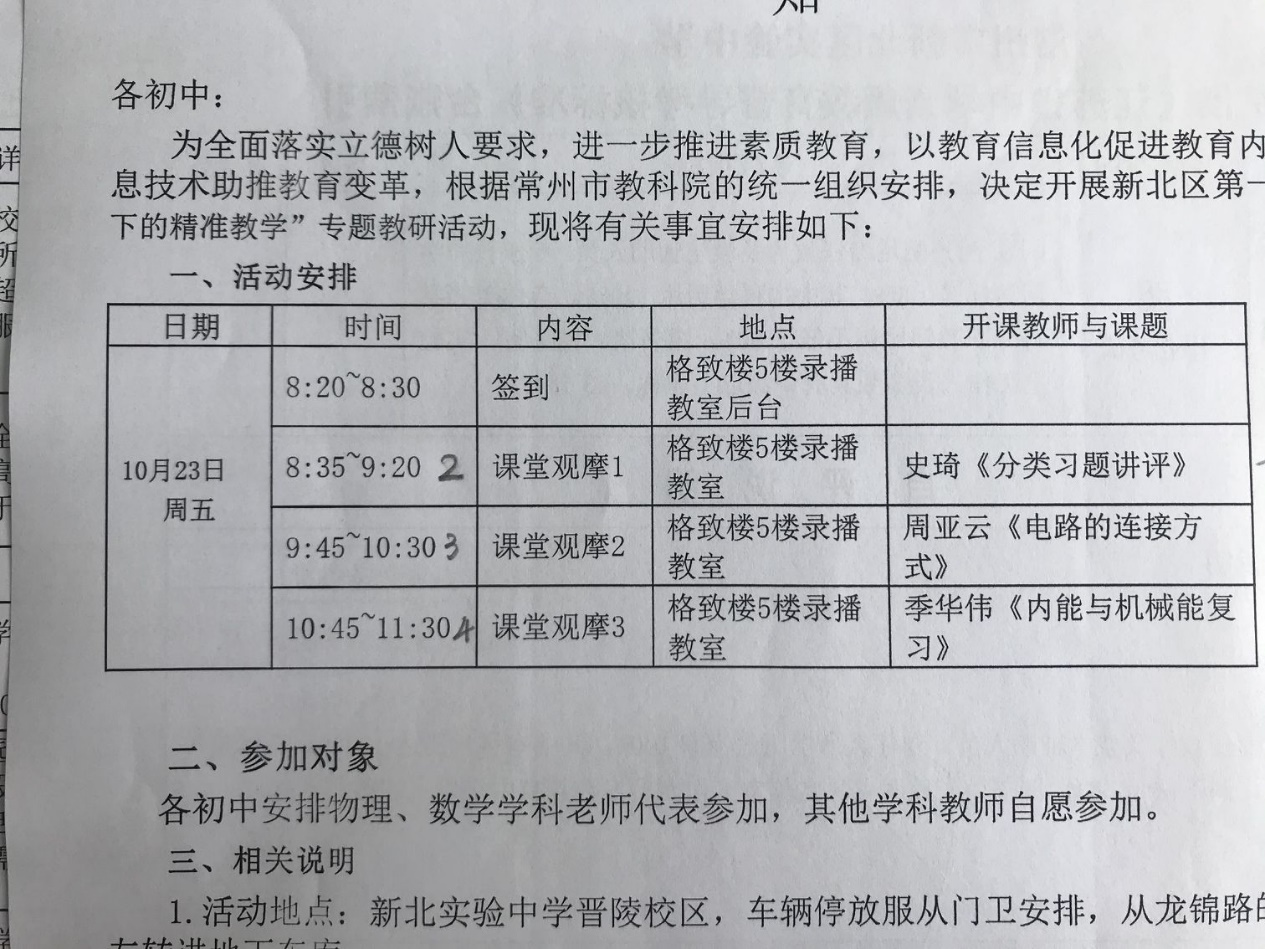 各初中：
为全面落实立德树人要求，进一步推进素质教育，以教育信息化促进教育内
息技术助推教育变革，根据常州市教科院的统一组织安排，决定开展新北区第一
下的精准教学”专题教研活动，现将有关事宜安排如下：
一、活动安排
日期 时间 内容 地点 开课教师与课题
10月23日
周五
8:20~8:30 签到 格致楼5楼录播
教室后台
8:35~9:20 2 课堂观摩1 格致楼5楼录播
教室 史琦《分类习题讲评》
9:45~10:30 3 课堂观摩2 格致楼5楼录播
教室 周亚云《电路的连接方
式》
10:45~11:30 4 课堂观摩3 格致楼5楼录播
教室 季华伟《内能与机械能复
习》
二、参加对象
各初中安排物理、数学学科老师代表参加，其他学科教师自愿参加。
三、相关说明
1.活动地点：新北实验中学晋陵校区，车辆停放服从门卫安排，从龙锦路的